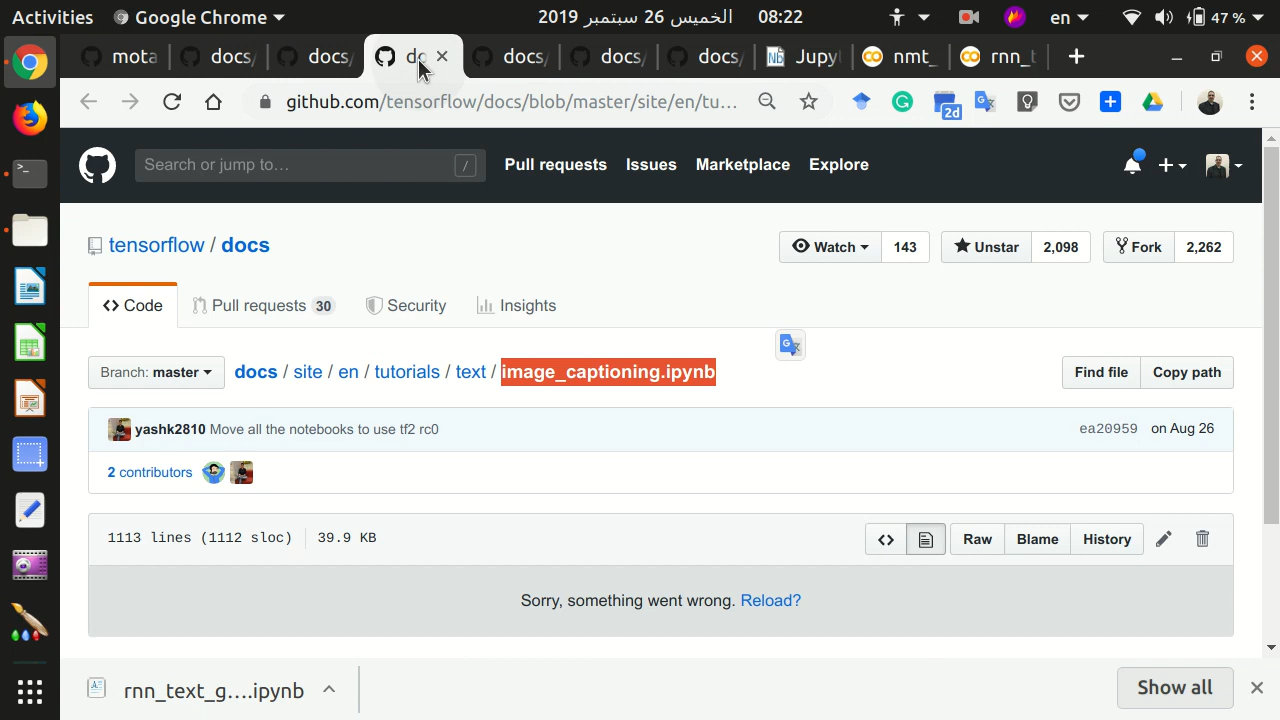 Activities Google Chrome 2019 الخميس 26 سبتمبر 08:22 en 47 %
mota docs/ docs/ do docs/ docs/ docs/ Jupy nmt_ rnn_t
github.com/tensorflow/docs/blob/master/site/en/tu... 2d
Search or jump to... / Pull requests Issues Marketplace Explore
tensorflow / docs Watch 143 Unstar 2,098 Fork 2,262
Code Pull requests 30 Security Insights
Branch: master docs / site / en / tutorials / text / image_captioning.ipynb Find file Copy path
yashk2810 Move all the notebooks to use tf2 rc0 ea20959 on Aug 26
2 contributors
1113 lines (1112 sloc) 39.9 KB Raw Blame History
Sorry, something went wrong. Reload?
rnn_text_g....ipynb Show all